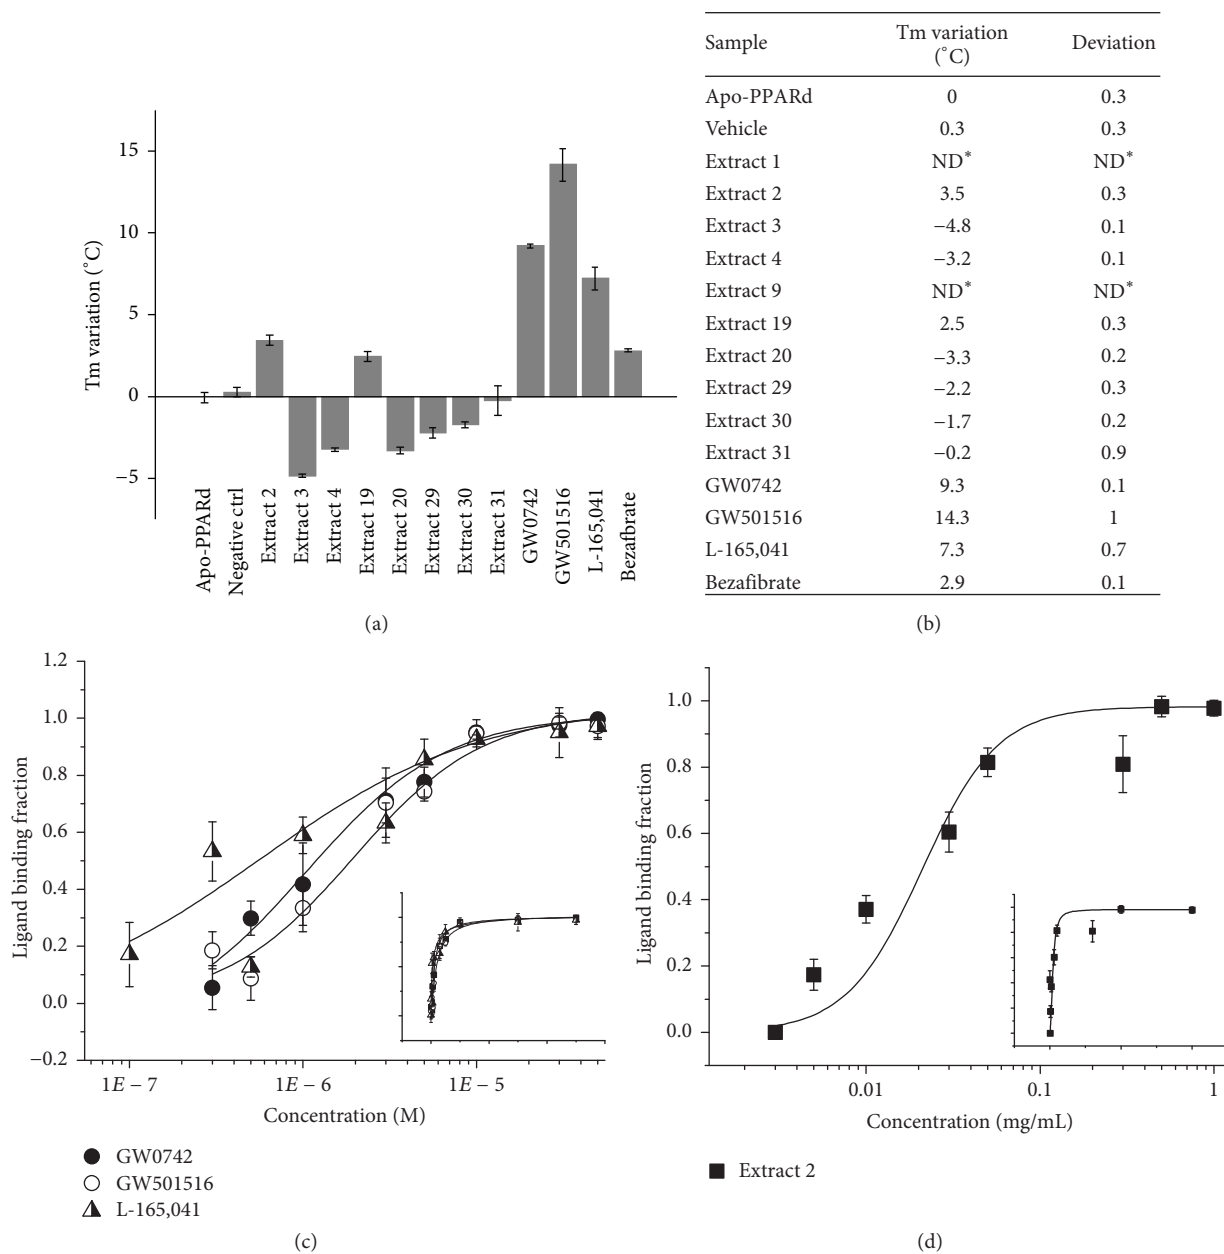 15
10
5
0
−5
Tm variation (°C)
Apo-PPARd
Negative ctrl
Extract 2
Extract 3
Extract 4
Extract 19
Extract 20
Extract 29
Extract 30
Extract 31
GW0742
GW501516
L-165,041
Bezafibrate
(a)
Sample Tm variation (°C) Deviation
Apo-PPARd 0 0.3
Vehicle 0.3 0.3
Extract 1 ND* ND*
Extract 2 3.5 0.3
Extract 3 −4.8 0.1
Extract 4 −3.2 0.1
Extract 9 ND* ND*
Extract 19 2.5 0.3
Extract 20 −3.3 0.2
Extract 29 −2.2 0.3
Extract 30 −1.7 0.2
Extract 31 −0.2 0.9
GW0742 9.3 0.1
GW501516 14.3 1
L-165,041 7.3 0.7
Bezafibrate 2.9 0.1
(b)
1.2
1.0
0.8
0.6
0.4
0.2
0.0
−0.2
Ligand binding fraction
1E − 7 1E − 6 1E − 5
Concentration (M)
GW0742
GW501516
L-165,041
(c)
1.0
0.8
0.6
0.4
0.2
0.0
Ligand binding fraction
0.01 0.1 1
Concentration (mg/mL)
Extract 2
(d)